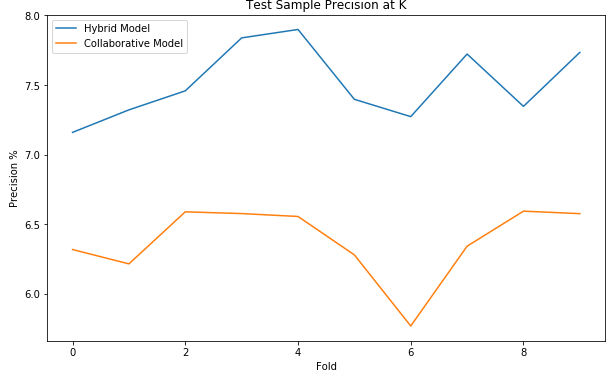 Test Sample Precision at K
Hybrid Model
Collaborative Model
Precision %
8.0
7.5
7.0
6.5
6.0
0 2 4 6 8
Fold